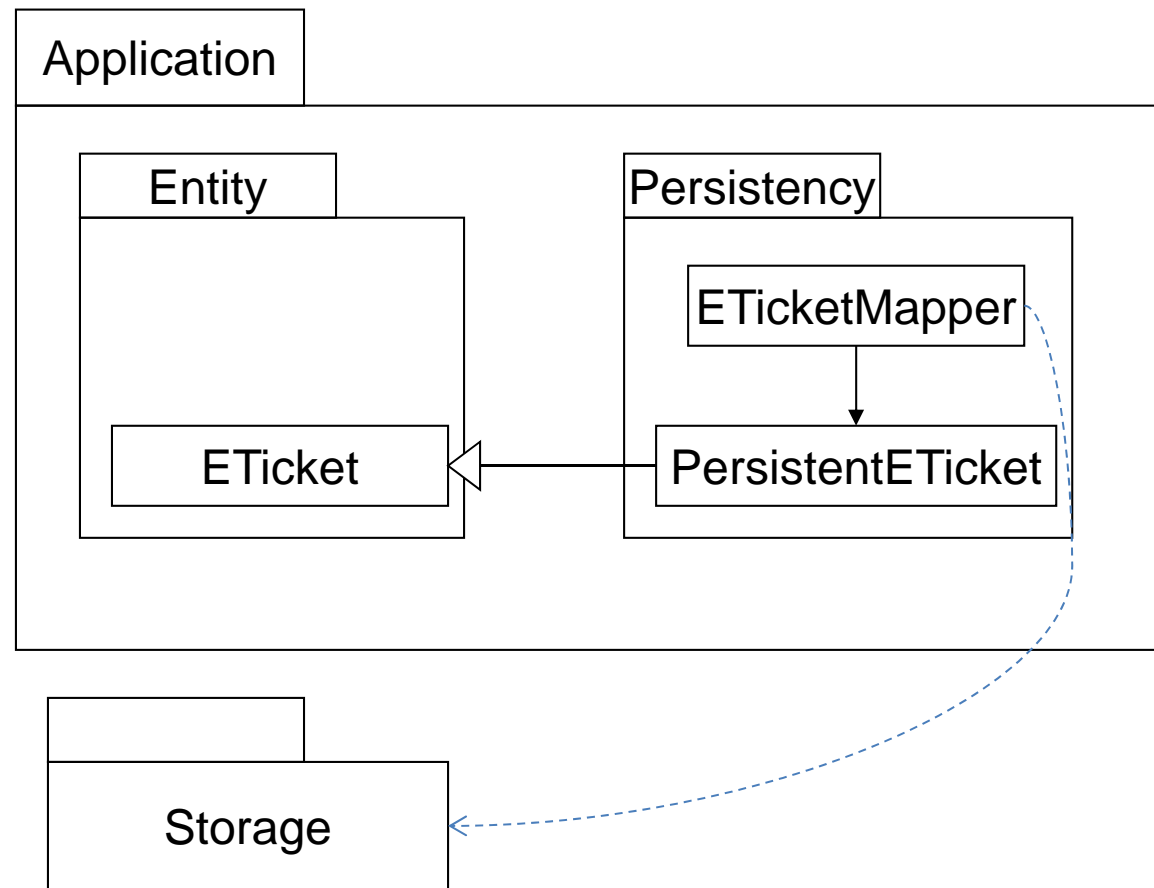 Application
Entity
Persistency
ETicketMapper
ETicket
PersistentETicket
Storage